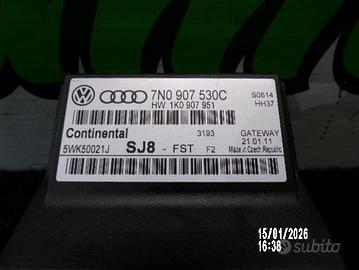 7N0 907 530C
HW: 1K0 907 951
S0614
HH37
Continental
3193
GATEWAY
21.01.11
5WK50021J
SJ8 - FST F2
Made in Czech Republic
15/01/2026
16:38
subito